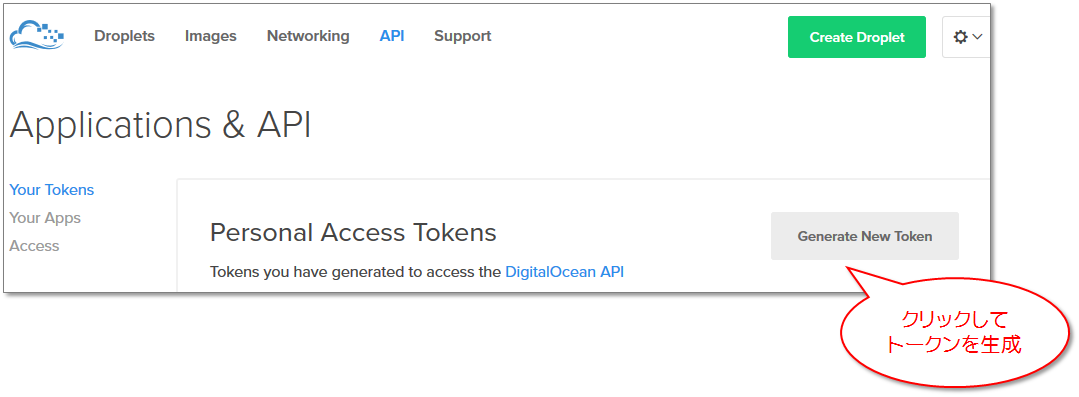 Droplets Images Networking API Support Create Droplet
Applications & API
Your Tokens
Your Apps
Access
Personal Access Tokens
Generate New Token
Tokens you have generated to access the DigitalOcean API
クリックして
トークンを生成